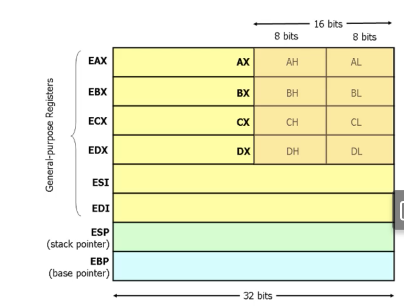 16 bits
8 bits 8 bits
General-purpose Registers
EAX AX AH AL
EBX BX BH BL
ECX CX CH CL
EDX DX DH DL
ESI
EDI
ESP
(stack pointer)
EBP
(base pointer)
32 bits